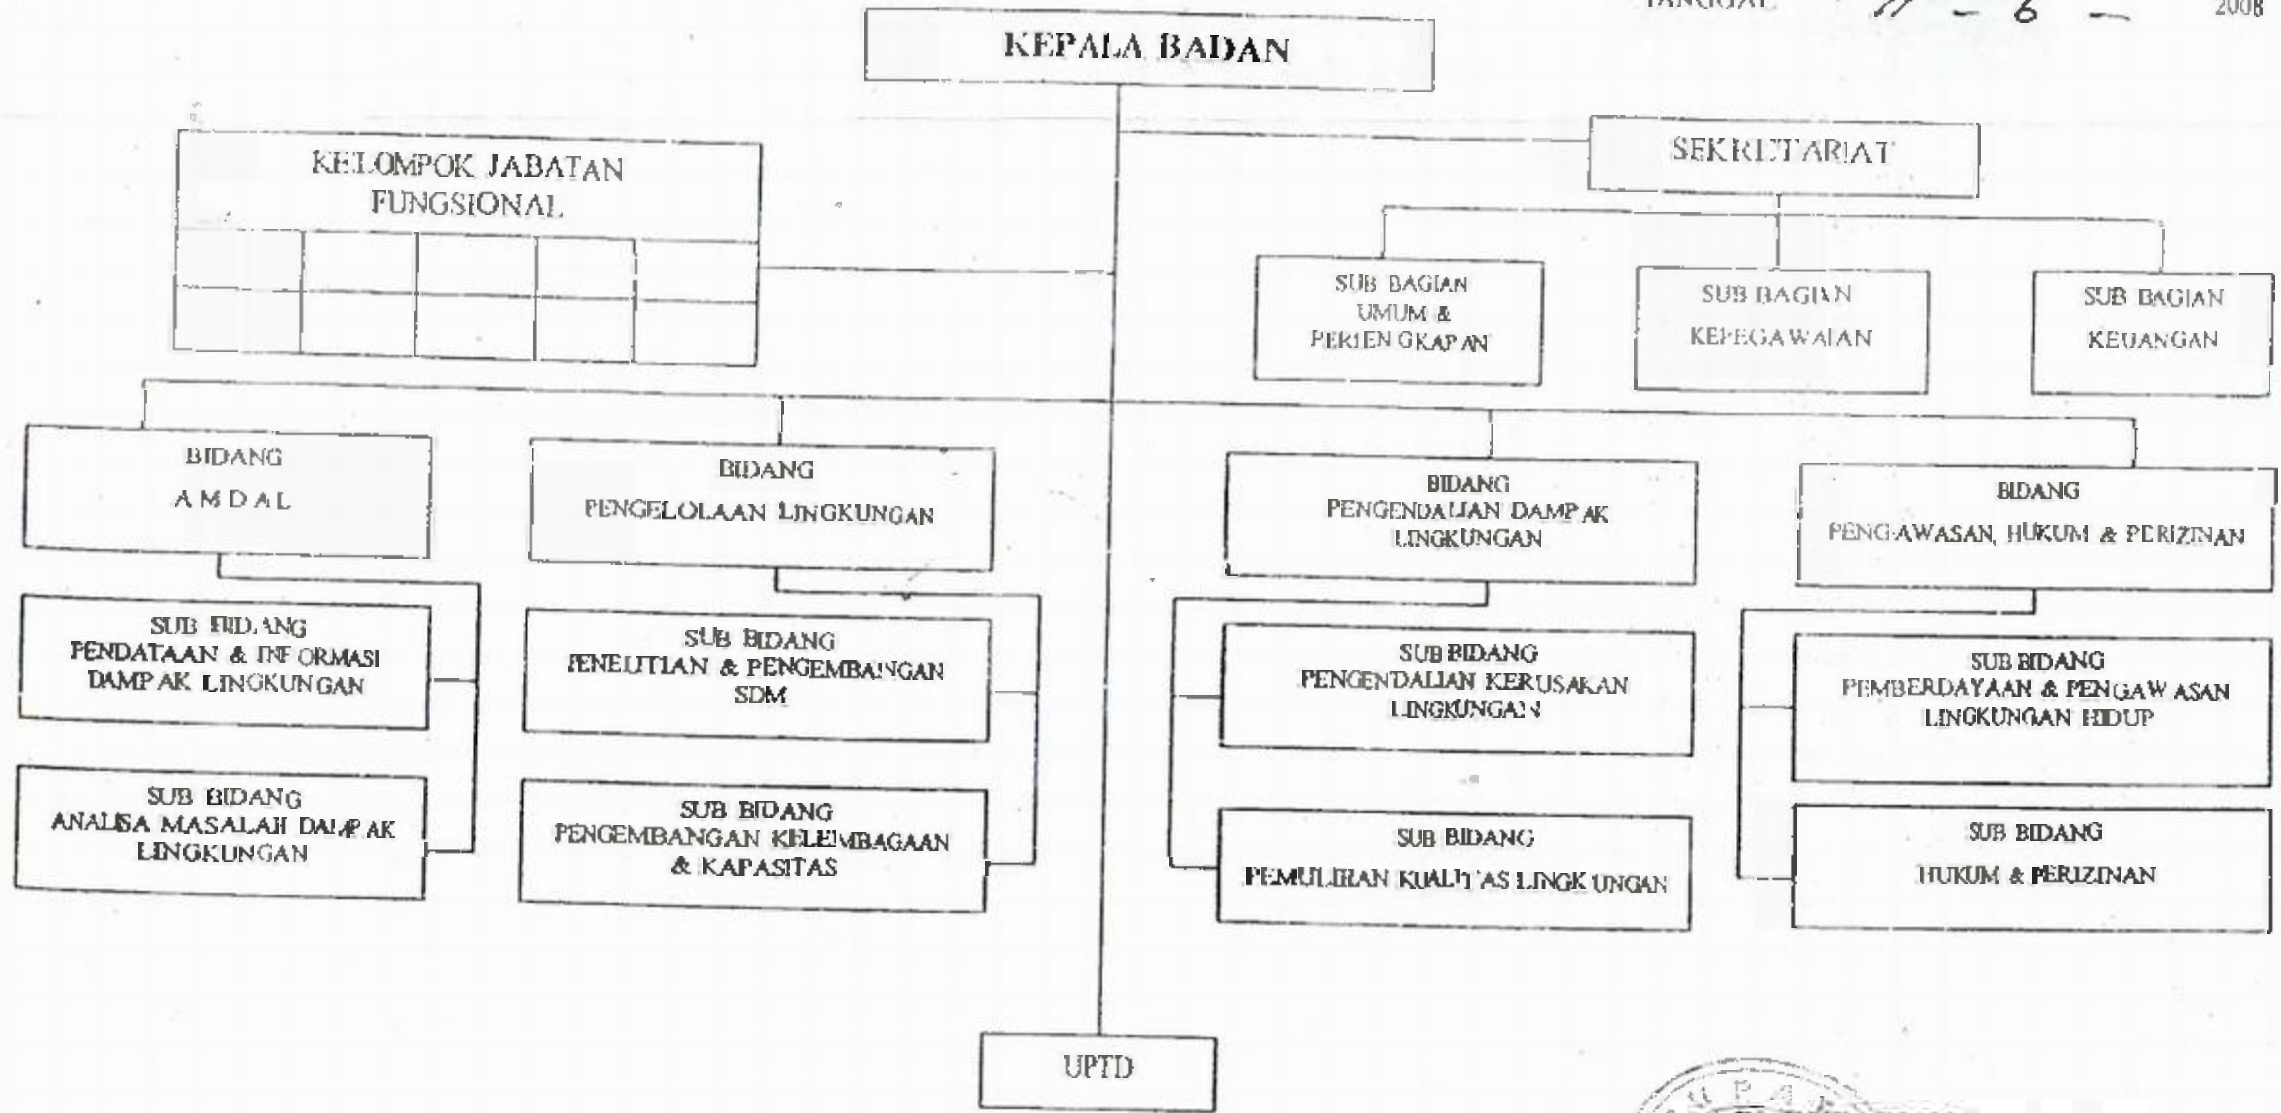 TANGGAL 11 - 6 - 2008
KEPALA BADAN
SEKRETARIAT
KELOMPOK JABATAN
FUNGSIONAL
SUB BAGIAN
UMUM &
PERLENGKAPAN
SUB BAGIAN
KEPEGAWAIAN
SUB BAGIAN
KEUANGAN
BIDANG
AMDAL
BIDANG
PENGELOLAAN LINGKUNGAN
BIDANG
PENGENDALIAN DAMPAK
LINGKUNGAN
BIDANG
PENGAWASAN, HUKUM & PERIZINAN
SUB BIDANG
PENDATAAN & INFORMASI
DAMPAK LINGKUNGAN
SUB BIDANG
PENELITIAN & PENGEMBANGAN
SDM
SUB BIDANG
PENGENDALIAN KERUSAKAN
LINGKUNGAN
SUB BIDANG
PEMBERDAYAAN & PENGAWASAN
LINGKUNGAN HIDUP
SUB BIDANG
ANALISA MASALAH DAMPAK
LINGKUNGAN
SUB BIDANG
PENGEMBANGAN KELEMBAGAAN
& KAPASITAS
SUB BIDANG
PEMULIHAN KUALITAS LINGKUNGAN
SUB BIDANG
HUKUM & PERIZINAN
UPTD